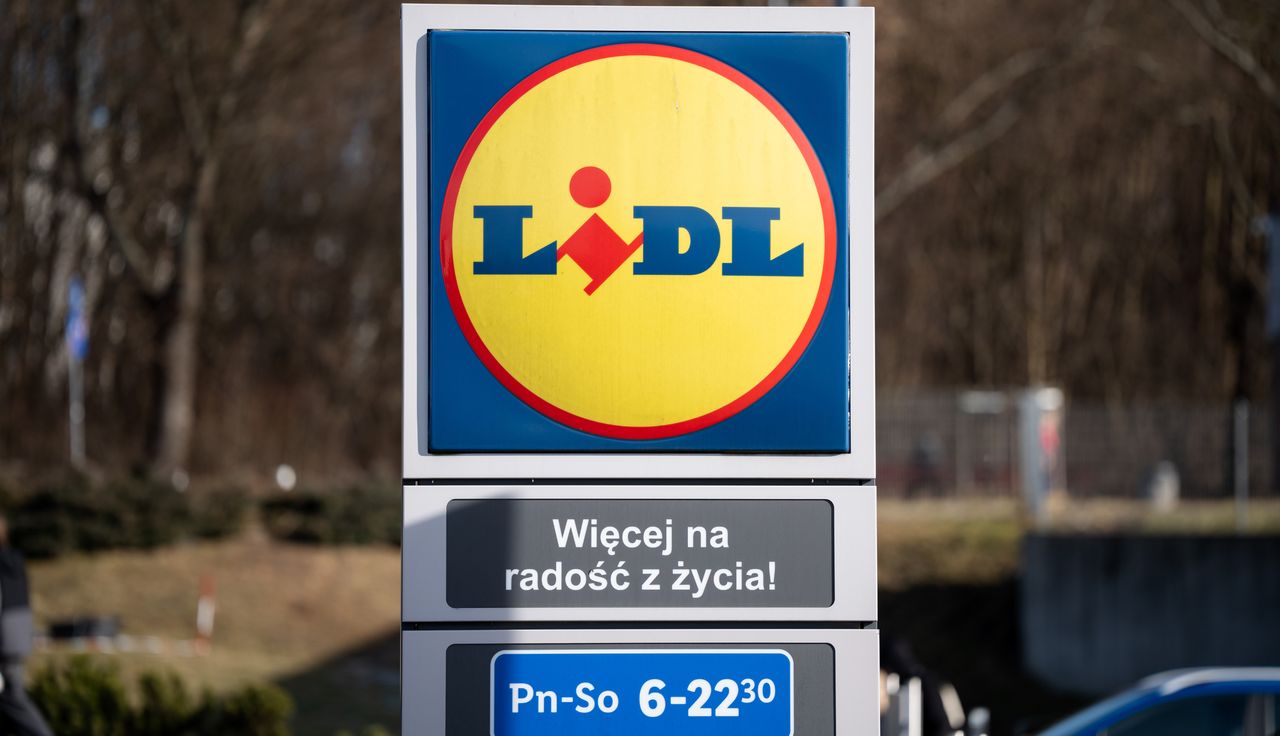 LiDL
Więcej na
radość z życia!
Pn-So 6-22³⁰